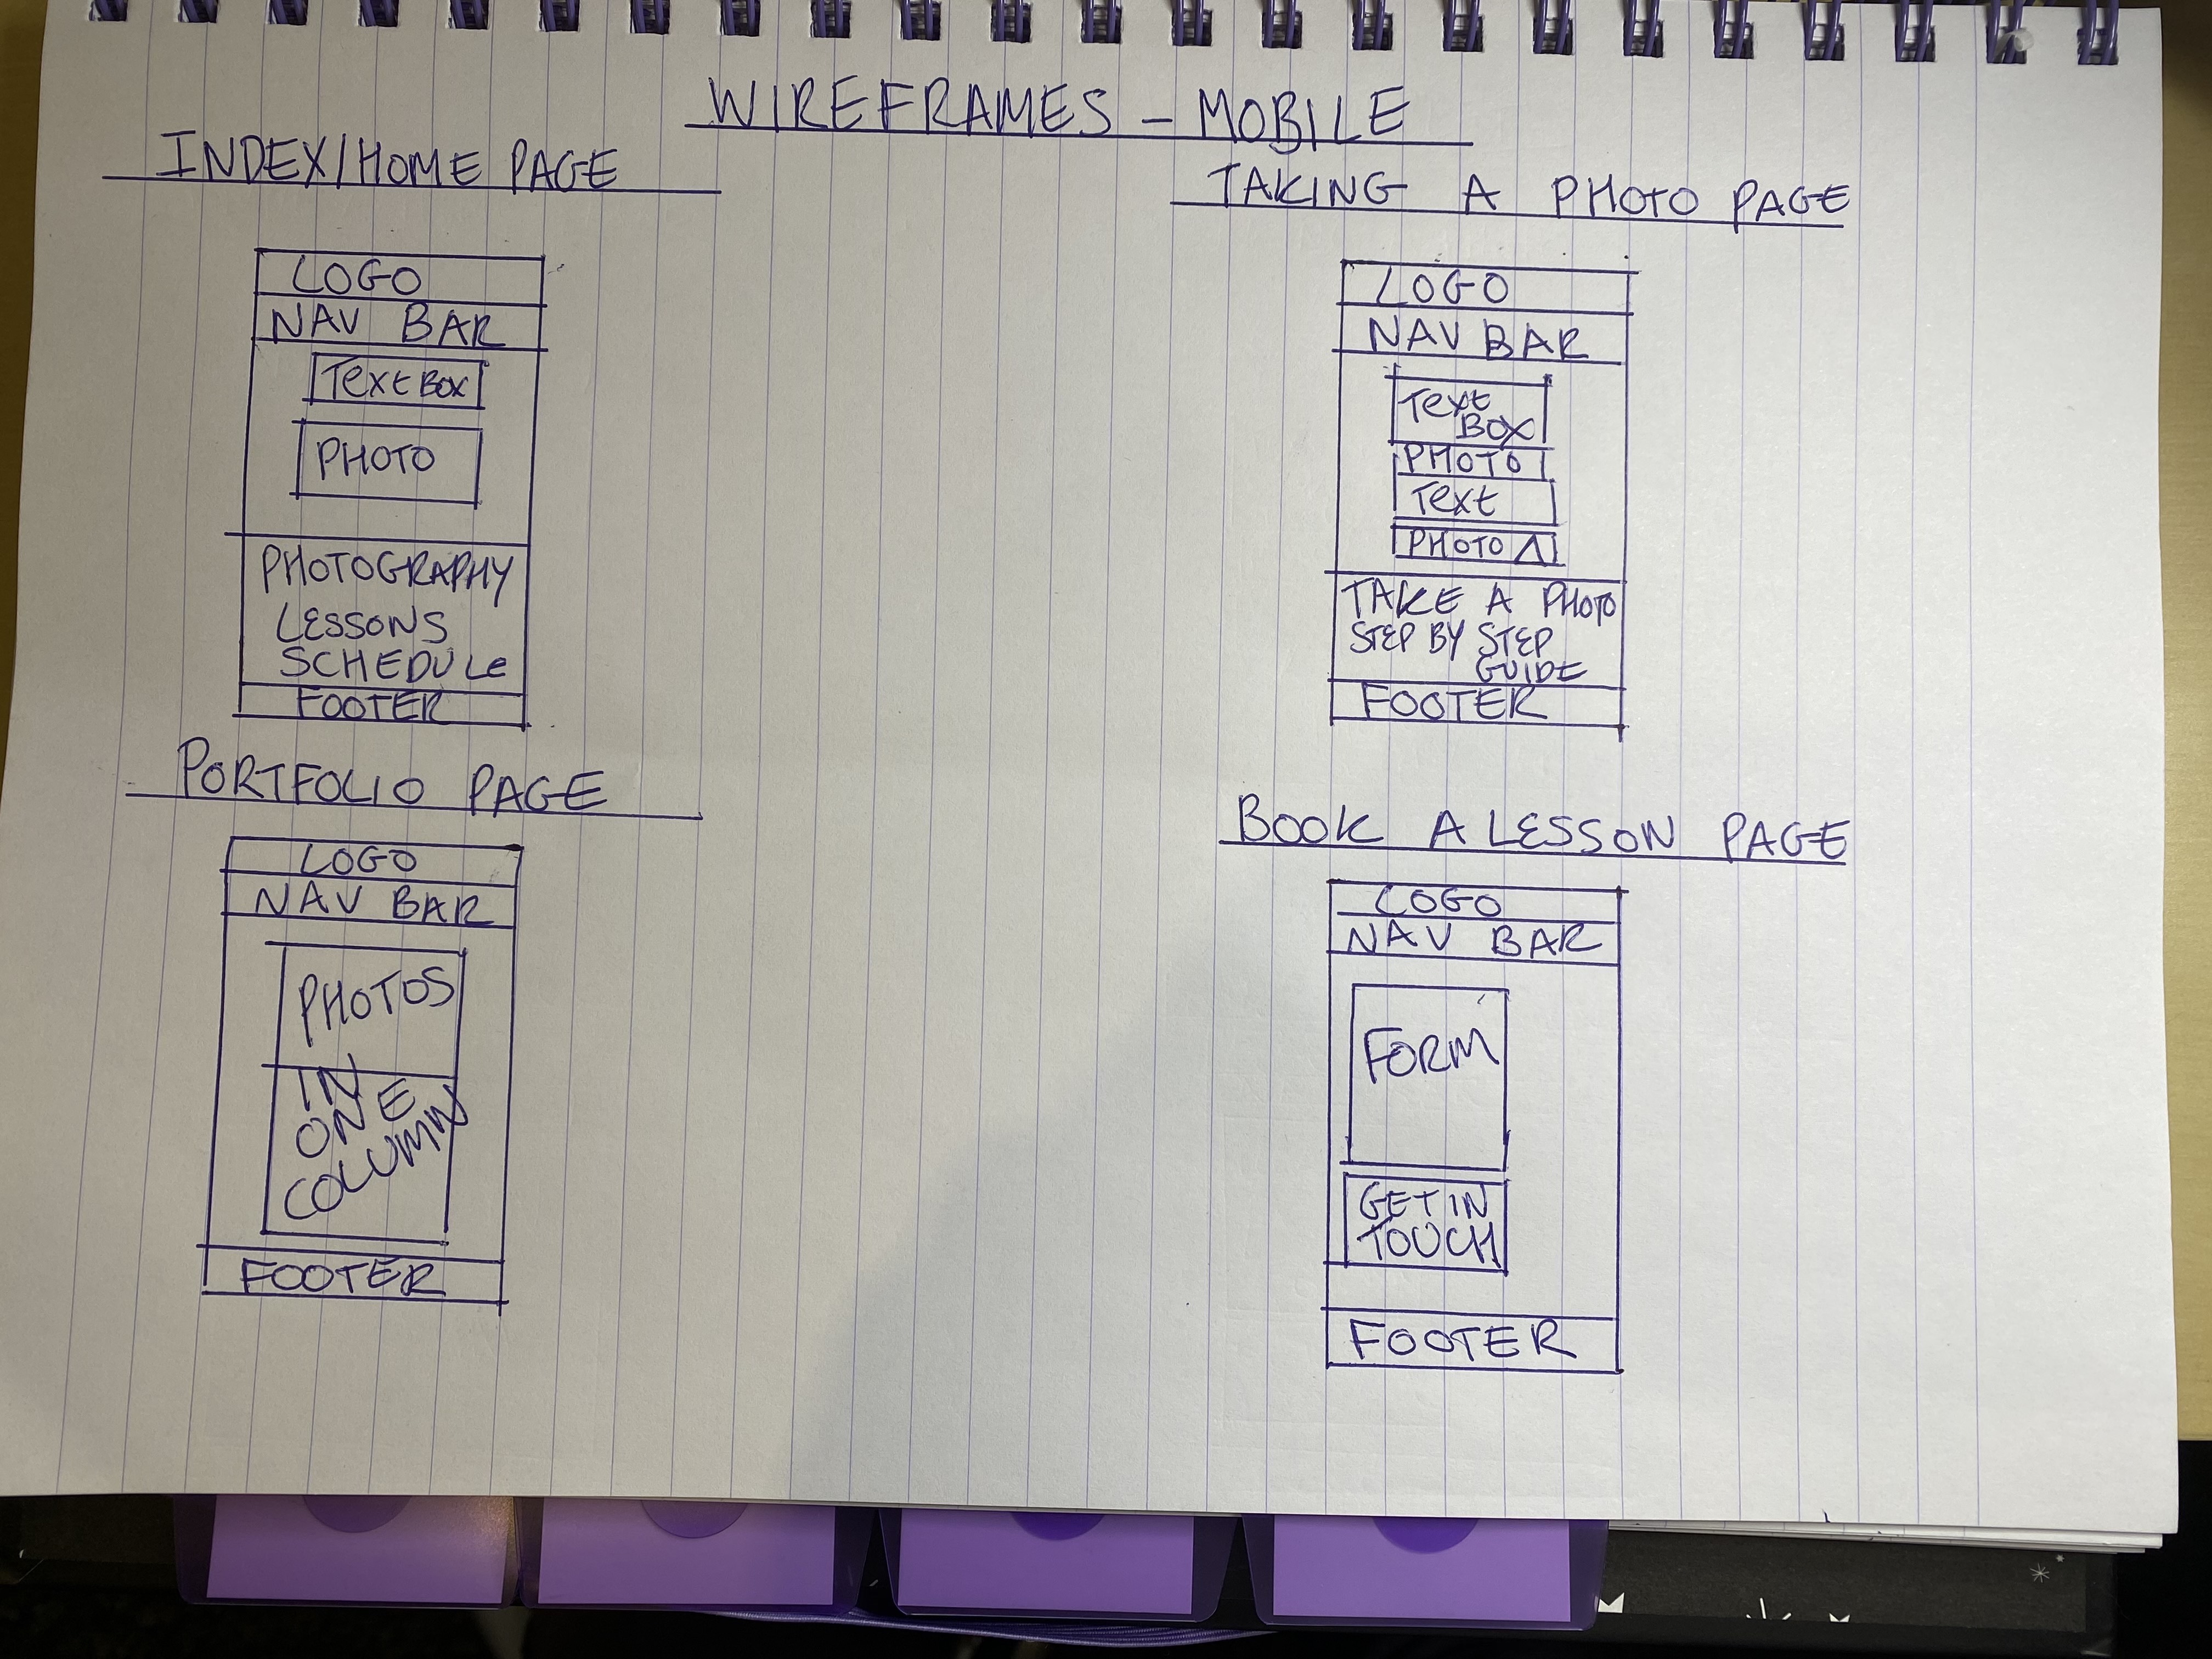 WIREFRAMES - MOBILE
INDEX/HOME PAGE
LOGO
NAV BAR
Text BOX
PHOTO
PHOTOGRAPHY
LESSONS
SCHEDULe
FOOTER
TAKING A PHOTO PAGE
LOGO
NAV BAR
Text
BOX
PHOTO
Text
PHOTO
TAKE A PHOTO
STEP BY STEP
GUIDE
FOOTER
PORTFOLIO PAGE
LOGO
NAV BAR
PHOTOS
IN
ONE
COLUMN
FOOTER
BOOK A LESSON PAGE
LOGO
NAV BAR
FORM
GET IN
TOUCH
FOOTER